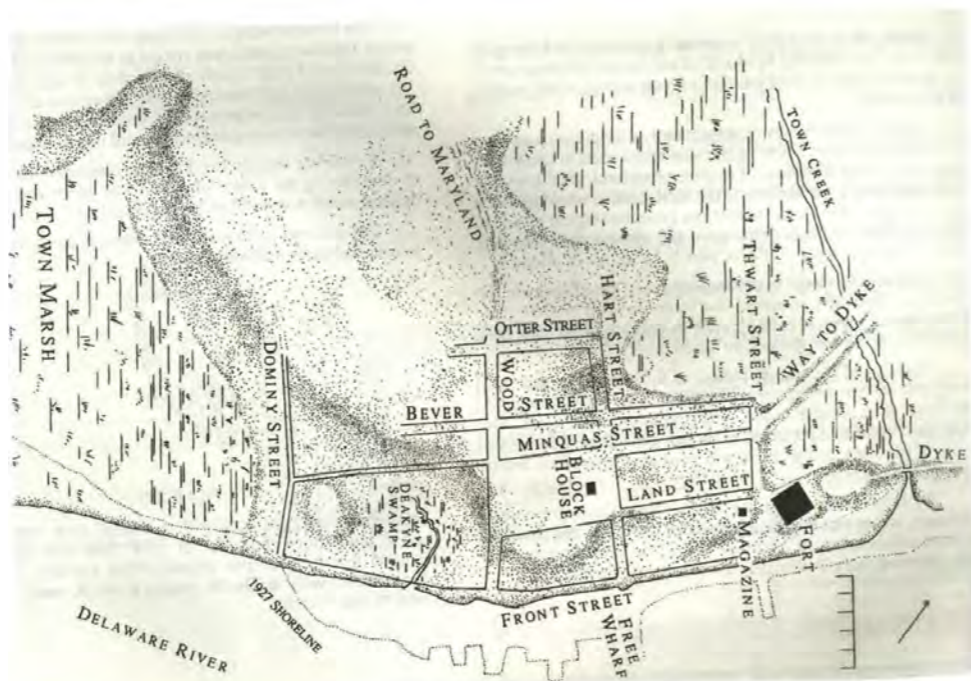 ROAD TO MARYLAND
TOWN CREEK
TOWN MARSH
THWART STREET
HART STREET
WAY TO DYKE
OTTER STREET
DOMINY STREET
WOOD STREET
BEVER
MINQUAS STREET
DYKE
BLOCK
HOUSE
LAND STREET
SWAMP
MAGAZINE
FORT
1927 SHORELINE
FRONT STREET
FREE
WHARF
DELAWARE RIVER